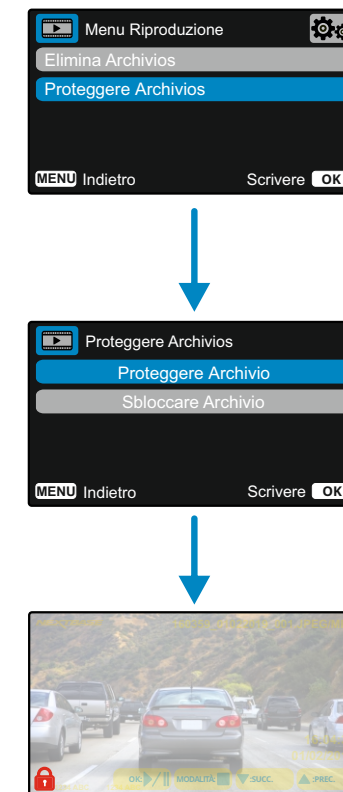 Menu Riproduzione
Elimina Archivios
Proteggere Archivios
MENU Indietro Scrivere OK
Proteggere Archivios
Proteggere Archivio
Sbloccare Archivio
MENU Indietro Scrivere OK
OK: MODALITÀ: :SUCC. :PREC.